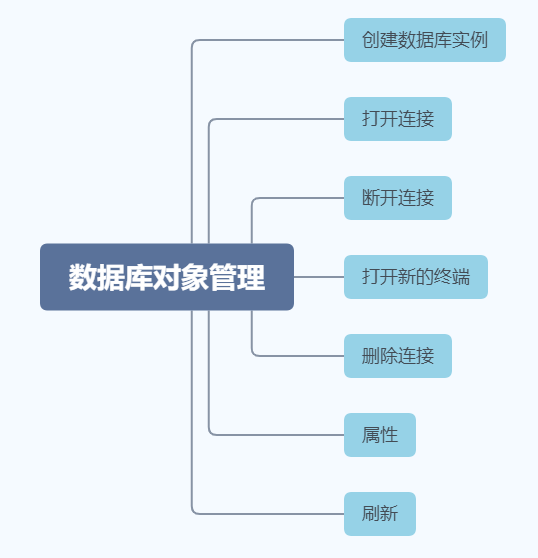 创建数据库实例
打开连接
断开连接
数据库对象管理
打开新的终端
删除连接
属性
刷新